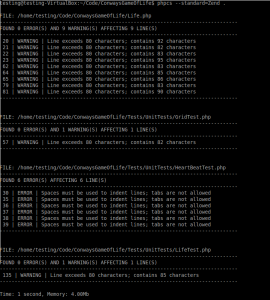 testing@testing-VirtualBox:~/Code/ConwaysGameOfLife$ phpcs --standard=Zend .
FILE: /home/testing/Code/ConwaysGameOfLife/Life.php
FOUND 0 ERROR(S) AND 9 WARNING(S) AFFECTING 9 LINE(S)
20 | WARNING | Line exceeds 80 characters; contains 92 characters
21 | WARNING | Line exceeds 80 characters; contains 82 characters
22 | WARNING | Line exceeds 80 characters; contains 82 characters
| WARNING | Line exceeds 80 characters; contains 83 characters
62 | WARNING | Line exceeds 80 characters; contains 82 characters
64 | WARNING | Line exceeds 80 characters; contains 85 characters
65 | WARNING | Line exceeds 80 characters; contains 85 characters
79 | WARNING | Line exceeds 80 characters; contains 83 characters
81 | WARNING | Line exceeds 80 characters; contains 90 characters
FILE: /home/testing/Code/ConwaysGameOfLife/Tests/UnitTests/GridTest.php
FOUND 0 ERROR(S) AND 1 WARNING(S) AFFECTING 1 LINE(S)
57 | WARNING | Line exceeds 80 characters; contains 82 characters
FILE: /home/testing/Code/ConwaysGameOfLife/Tests/UnitTests/HeartBeatTest.php
FOUND 6 ERROR(S) AFFECTING 6 LINE(S)
30 | ERROR | Spaces must be used to indent lines; tabs are not allowed
35 | ERROR | Spaces must be used to indent lines; tabs are not allowed
36 | ERROR | Spaces must be used to indent lines; tabs are not allowed
37 | ERROR | Spaces must be used to indent lines; tabs are not allowed
38 | ERROR | Spaces must be used to indent lines; tabs are not allowed
39 | ERROR | Spaces must be used to indent lines; tabs are not allowed
FILE: /home/testing/Code/ConwaysGameOfLife/Tests/UnitTests/LifeTest.php
FOUND 0 ERROR(S) AND 1 WARNING(S) AFFECTING 1 LINE(S)
135 | WARNING | Line exceeds 80 characters; contains 85 characters
Time: 1 second, Memory: 4.00Mb